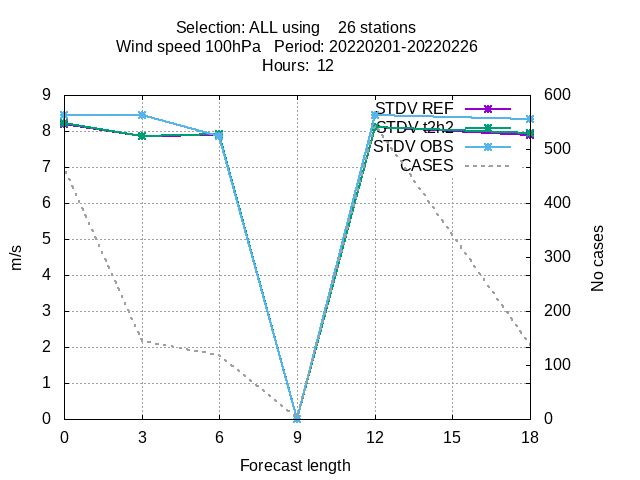 Selection: ALL using    26 stations
Wind speed 100hPa   Period: 20220201-20220226
Hours: 12
STDV REF
STDV t2h2
STDV OBS
CASES
9
8
7
6
5
4
3
2
1
0
600
500
400
300
200
100
0
m/s
No cases
0 3 6 9 12 15 18
Forecast length